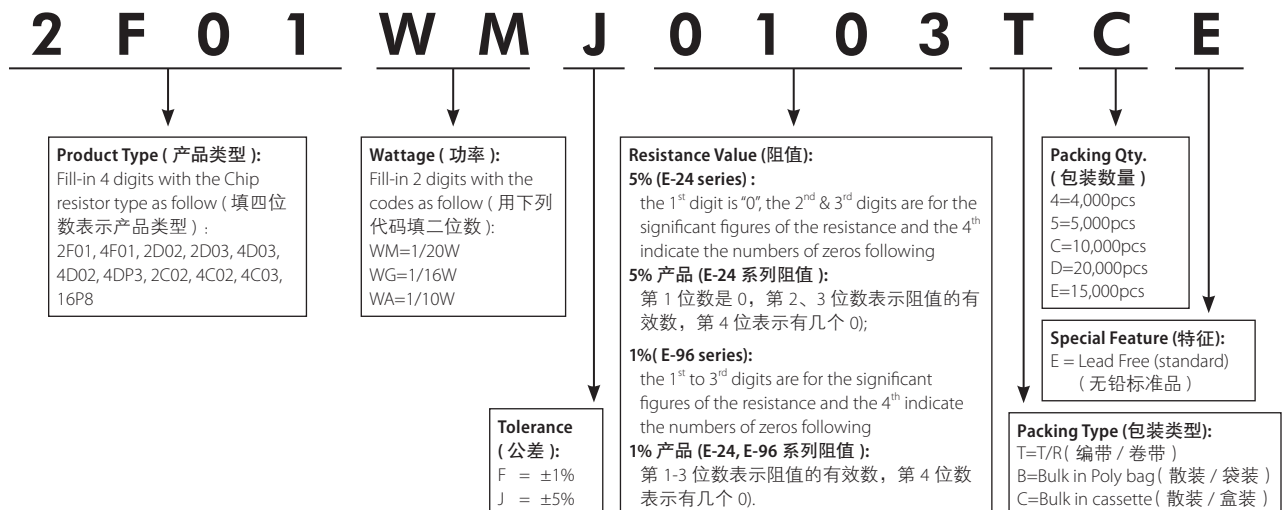 2 F 0 1 W M J 0 1 0 3 T C E
Product Type ( 产品类型 ):
Fill-in 4 digits with the Chip
resistor type as follow ( 填四位
数表示产品类型 ) :
2F01, 4F01, 2D02, 2D03, 4D03,
4D02, 4DP3, 2C02, 4C02, 4C03,
16P8
Wattage ( 功率 ):
Fill-in 2 digits with the
codes as follow ( 用下列
代码填二位数 ):
WM=1/20W
WG=1/16W
WA=1/10W
Tolerance
( 公差 ):
F = ±1%
J = ±5%
Resistance Value (阻值):
5% (E-24 series) :
the 1st digit is "0", the 2nd & 3rd digits are for the
significant figures of the resistance and the 4th
indicate the numbers of zeros following
5% 产品 (E-24 系列阻值 ):
第 1 位数是 0，第 2、3 位数表示阻值的有
效数，第 4 位表示有几个 0);
1%( E-96 series):
the 1st to 3rd digits are for the significant
figures of the resistance and the 4th indicate
the numbers of zeros following
1% 产品 (E-24, E-96 系列阻值 ):
第 1-3 位数表示阻值的有效数，第 4 位数
表示有几个 0).
Packing Qty.
( 包装数量 )
4=4,000pcs
5=5,000pcs
C=10,000pcs
D=20,000pcs
E=15,000pcs
Special Feature (特征):
E = Lead Free (standard)
( 无铅标准品 )
Packing Type (包装类型):
T=T/R( 编带 / 卷带 )
B=Bulk in Poly bag( 散装 / 袋装 )
C=Bulk in cassette( 散装 / 盒装 )